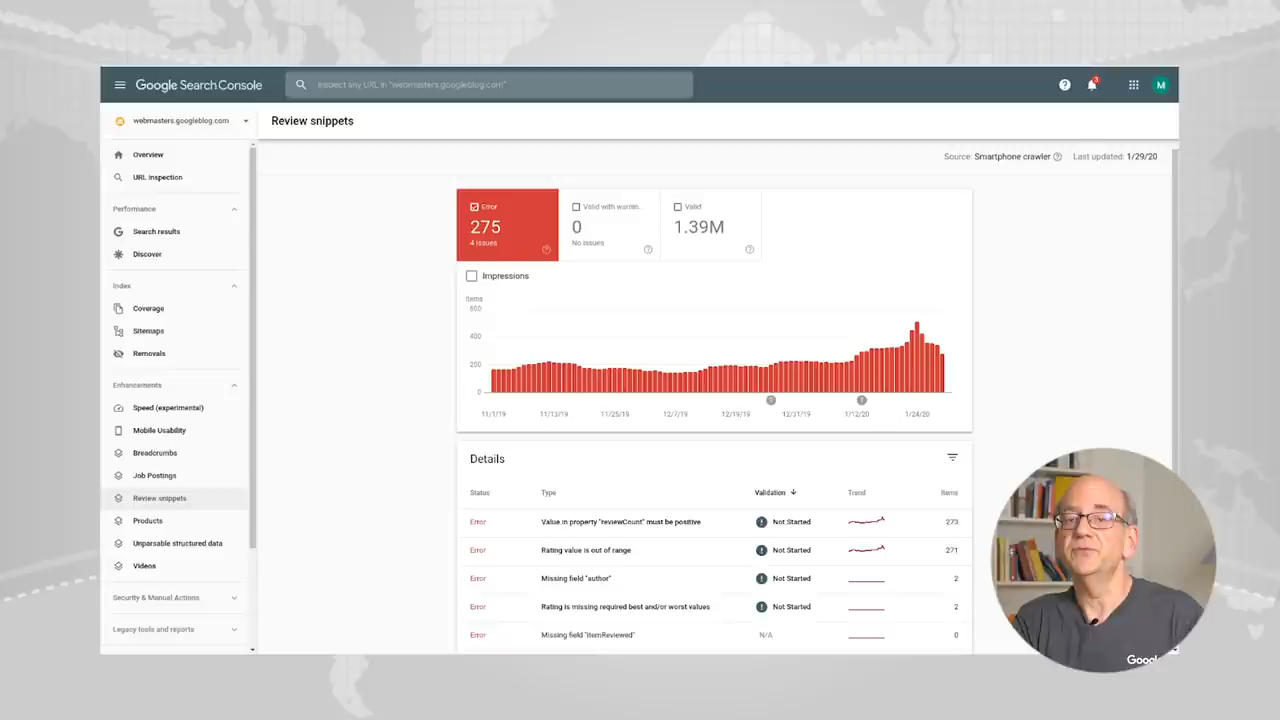 Google Search Console
Inspect any URL in "webmasters.googleblog.com"
3
M
webmasters.googleblog.com
Review snippets
Overview
URL inspection
Performance
Search results
Discover
Index
Coverage
Sitemaps
Removals
Enhancements
Speed (experimental)
Mobile Usability
Breadcrumbs
Job Postings
Review snippets
Products
Unparsable structured data
Videos
Security & Manual Actions
Legacy tools and reports
Source: Smartphone crawler Last updated: 1/29/20
Error
275
4 issues
Valid with warnin...
0
No issues
Valid
1.39M
Impressions
Items
600
400
200
0
11/1/19 11/13/19 11/25/19 12/7/19 12/19/19 12/31/19 1/12/20 1/24/20
Details
Status Type Validation Trend Items
Error Value in property "reviewCount" must be positive Not Started 273
Error Rating value is out of range Not Started 271
Error Missing field "author" Not Started 2
Error Rating is missing required best and/or worst values Not Started 2
Error Missing field "itemReviewed" N/A 0